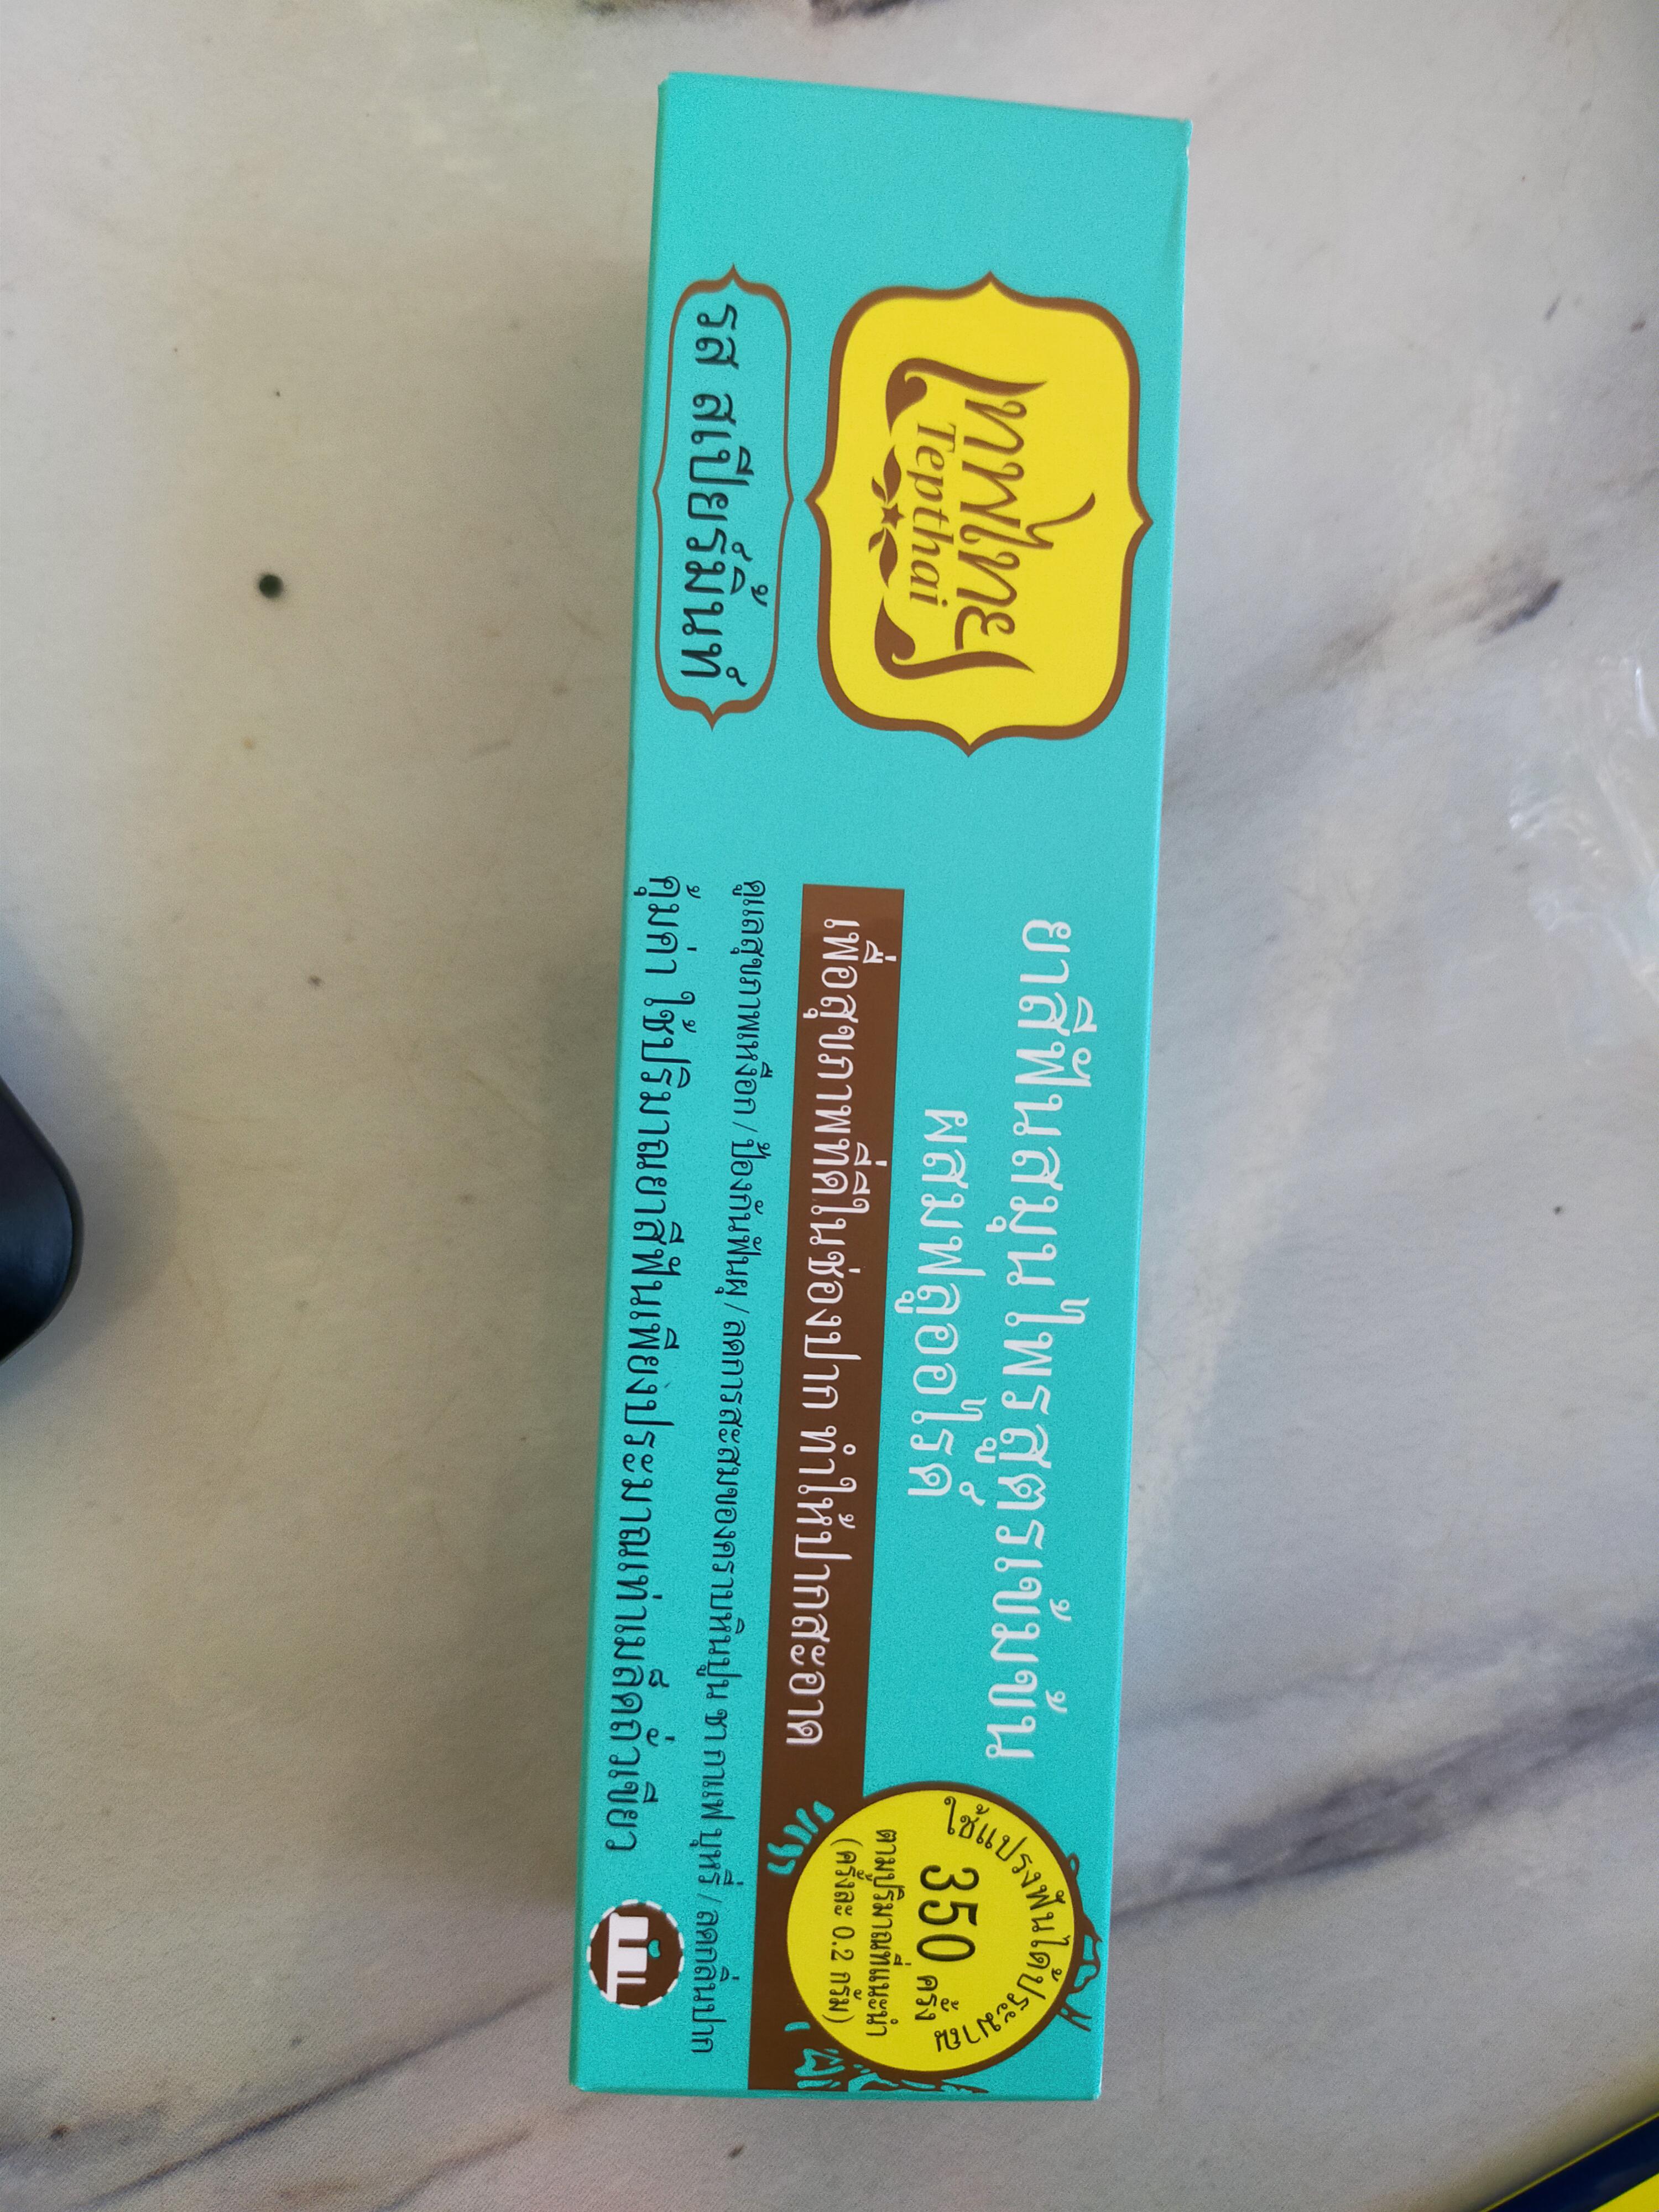 เทพไทย
Tepthai
รส สเปียร์มิ้นท์
ยาสีฟันสมุนไพรสูตรเข้มข้น
ผสมฟลูออไรด์
เพื่อสุขภาพที่ดีในช่องปาก ทำให้ปากสะอาด
ดูแลสุขภาพเหงือก / ป้องกันฟันผุ / ลดการสะสมของคราบหินปูน ชา กาแฟ บุหรี่ / ลดกลิ่นปาก
คุ้มค่า ใช้ปริมาณยาสีฟันเพียงประมาณเท่าเมล็ดถั่วเขียว
ใช้แปรงฟันได้ประมาณ
350 ครั้ง
ตามปริมาณที่แนะนำ
(ครั้งละ 0.2 กรัม)